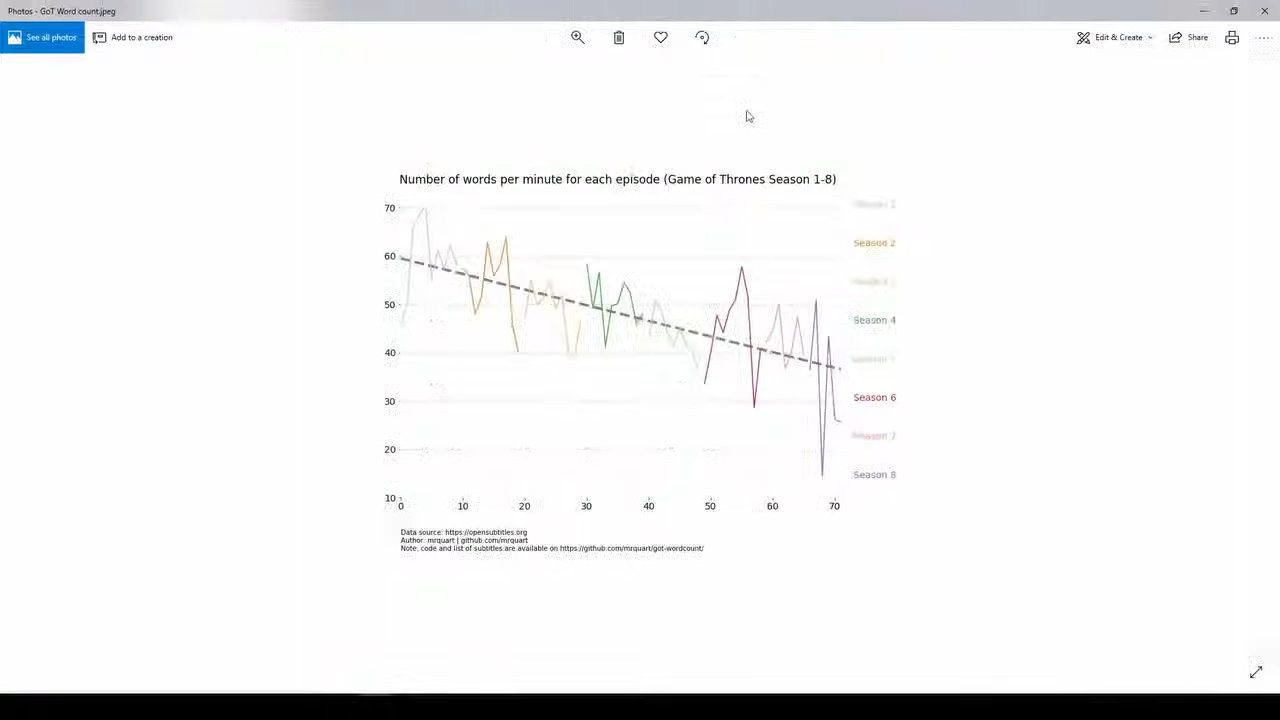 Photos - GoT Word count.jpeg
See all photos
Add to a creation
Edit & Create
Share
Number of words per minute for each episode (Game of Thrones Season 1-8)
70
60
50
40
30
20
10
0 10 20 30 40 50 60 70
Season 2
Season 4
Season 6
Season 7
Season 8
Data source: https://opensubtitles.org
Author: mrquart | github.com/mrquart
Note: code and list of subtitles are available on https://github.com/mrquart/got-wordcount/